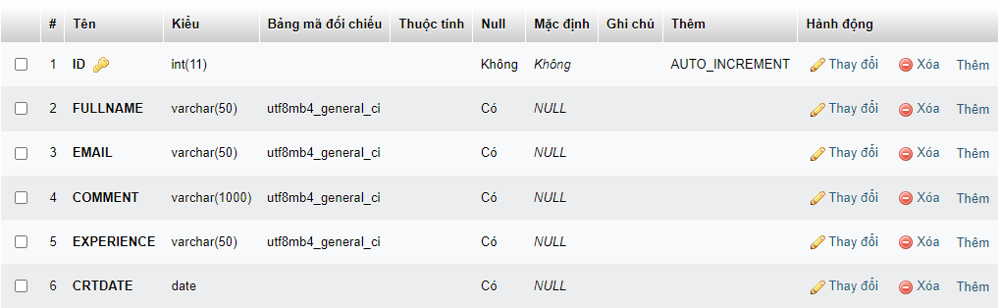 # Tên Kiểu Bảng mã đối chiếu Thuộc tính Null Mặc định Ghi chú Thêm Hành động
1 ID int(11) Không Không AUTO_INCREMENT Thay đổi Xóa Thêm
2 FULLNAME varchar(50) utf8mb4_general_ci Có NULL Thay đổi Xóa Thêm
3 EMAIL varchar(50) utf8mb4_general_ci Có NULL Thay đổi Xóa Thêm
4 COMMENT varchar(1000) utf8mb4_general_ci Có NULL Thay đổi Xóa Thêm
5 EXPERIENCE varchar(50) utf8mb4_general_ci Có NULL Thay đổi Xóa Thêm
6 CRTDATE date Có NULL Thay đổi Xóa Thêm